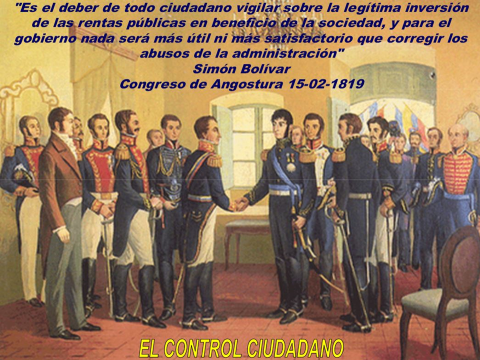 "Es el deber de todo ciudadano vigilar sobre la legítima inversión
de las rentas públicas en beneficio de la sociedad, y para el
gobierno nada será más útil ni más satisfactorio que corregir los
abusos de la administración"
Simón Bolívar
Congreso de Angostura 15-02-1819
EL CONTROL CIUDADANO